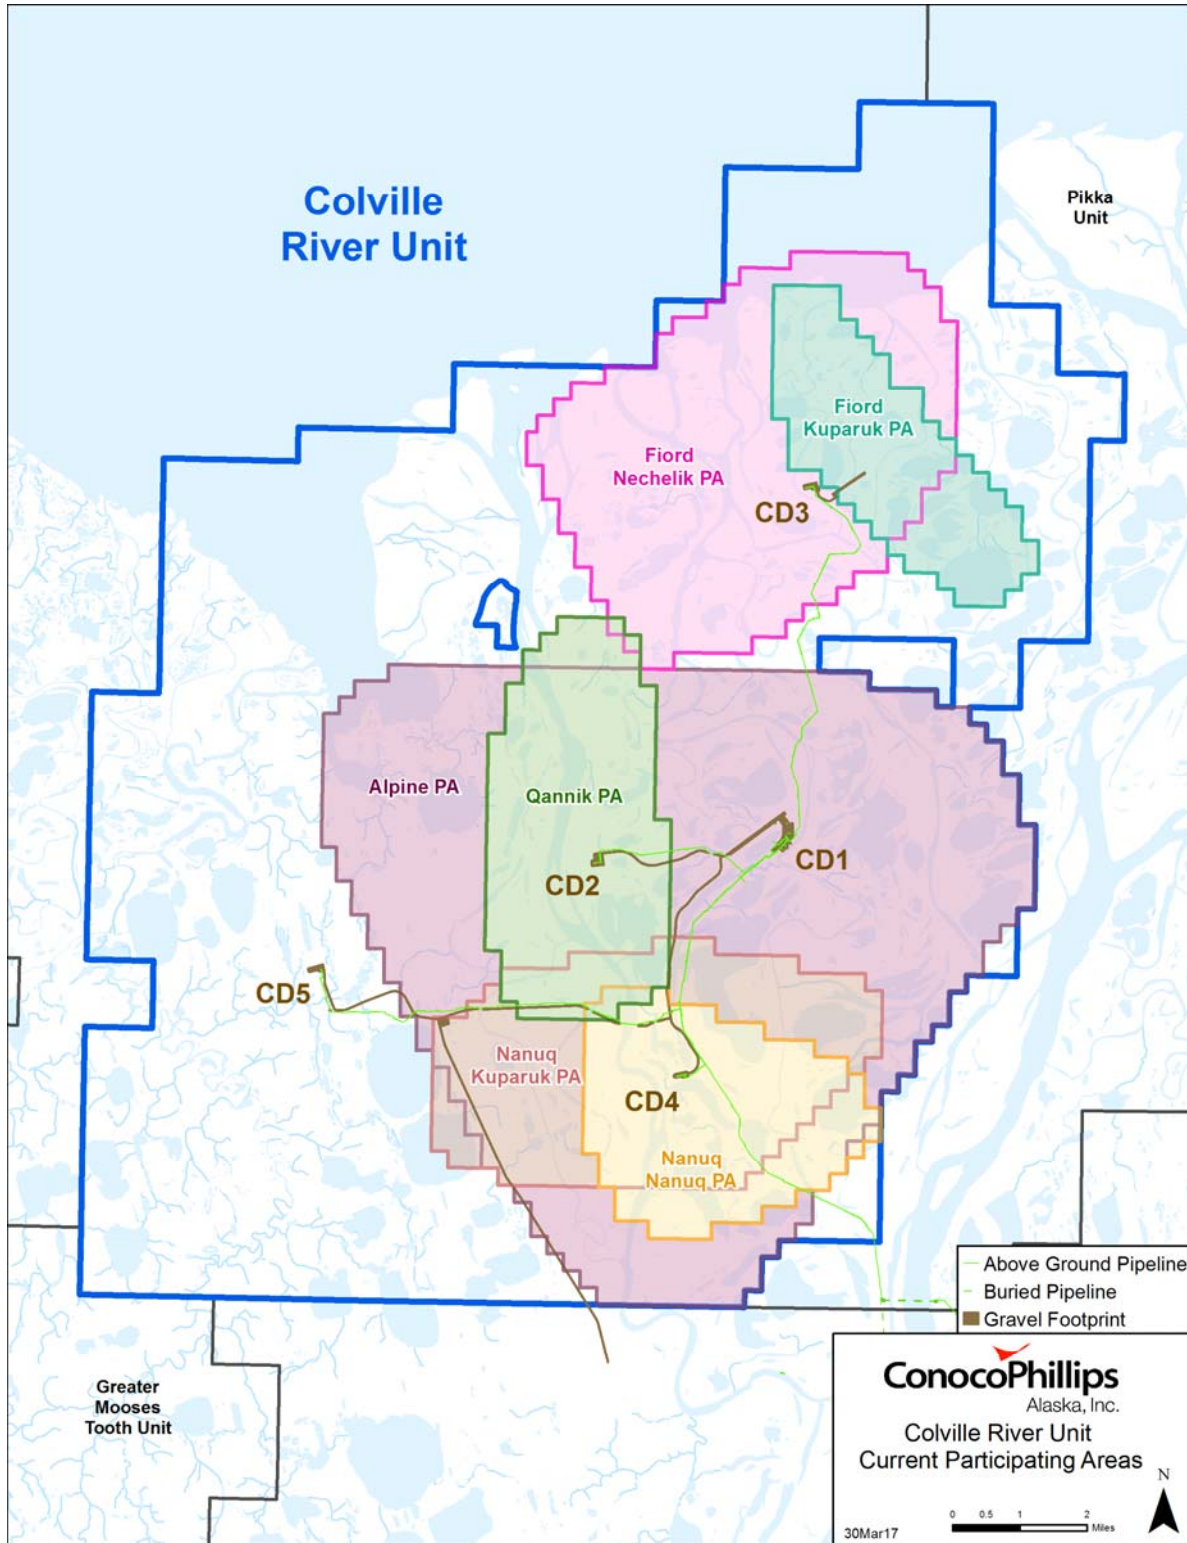 Colville
River Unit
Pikka
Unit
Fiord
Kuparuk PA
Fiord
Nechelik PA
CD3
Alpine PA
Qannik PA
CD1
CD2
CD5
Nanuq
Kuparuk PA
CD4
Nanuq
Nanuq PA
Above Ground Pipeline
Buried Pipeline
Gravel Footprint
Greater
Mooses
Tooth Unit
ConocoPhillips
Alaska, Inc.
Colville River Unit
Current Participating Areas
N
0 0.5 1 2
Miles
30Mar17